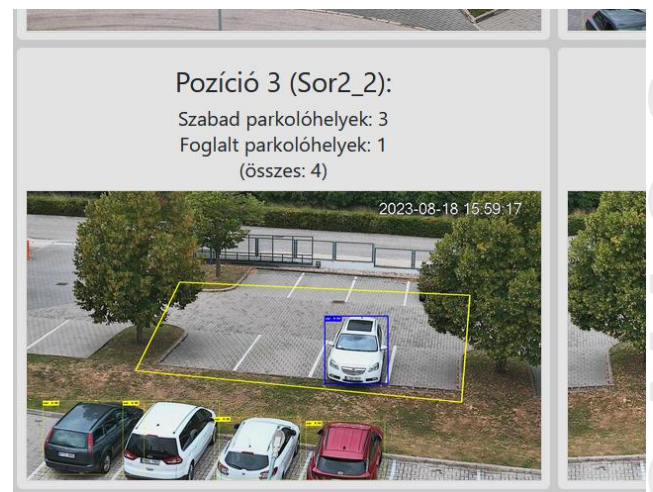 Pozíció 3 (Sor2_2):
Szabad parkolóhelyek: 3
Foglalt parkolóhelyek: 1
(összes: 4)
2023-08-18 15:59:17